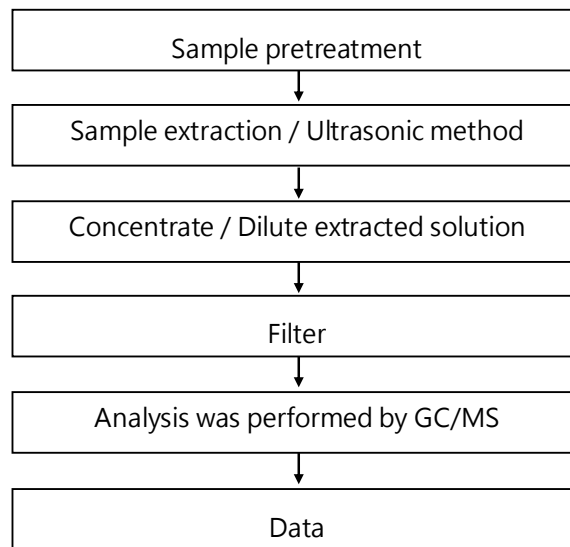 Sample pretreatment
Sample extraction / Ultrasonic method
Concentrate / Dilute extracted solution
Filter
Analysis was performed by GC/MS
Data